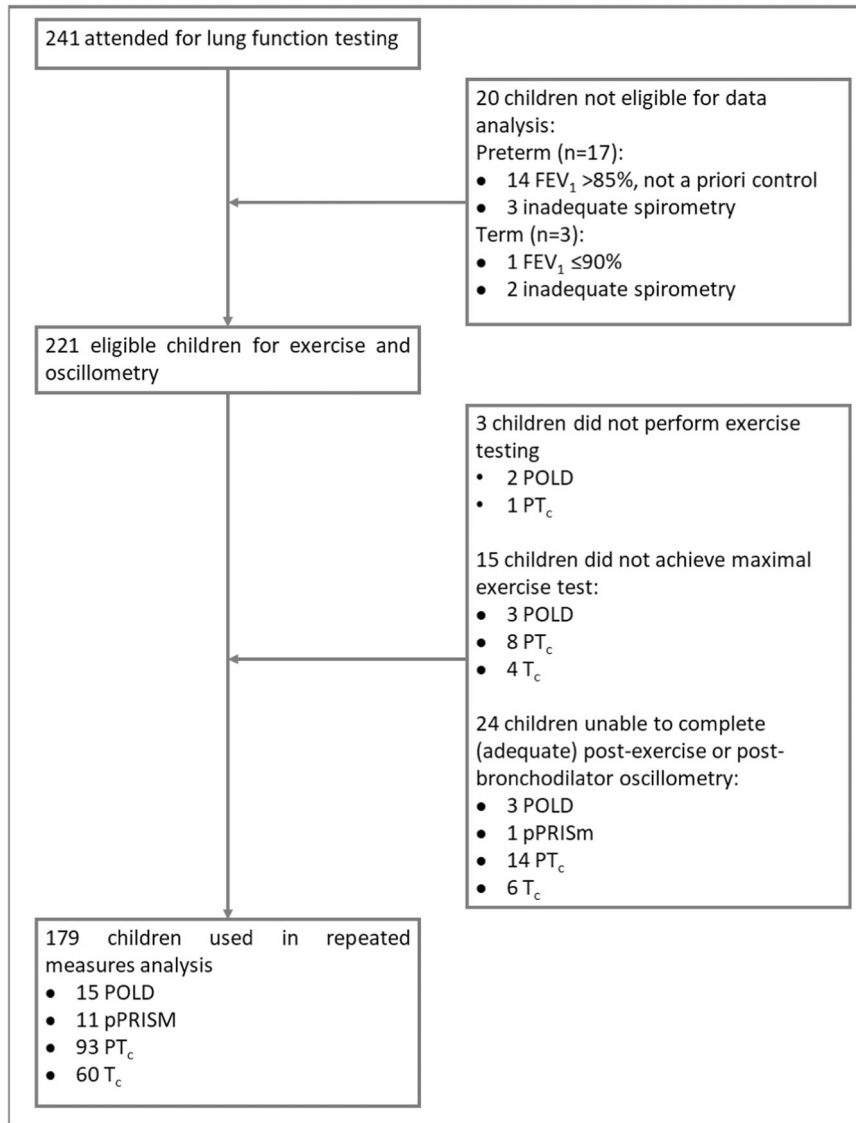 241 attended for lung function testing
20 children not eligible for data
analysis:
Preterm (n=17):
● 14 FEV₁ >85%, not a priori control
● 3 inadequate spirometry
Term (n=3):
● 1 FEV₁ ≤90%
● 2 inadequate spirometry
221 eligible children for exercise and
oscillometry
3 children did not perform exercise
testing
• 2 POLD
• 1 PTc
15 children did not achieve maximal
exercise test:
● 3 POLD
● 8 PTc
● 4 Tc
24 children unable to complete
(adequate) post-exercise or post-
bronchodilator oscillometry:
● 3 POLD
● 1 pPRISm
● 14 PTc
● 6 Tc
179 children used in repeated
measures analysis
● 15 POLD
● 11 pPRISM
● 93 PTc
● 60 Tc